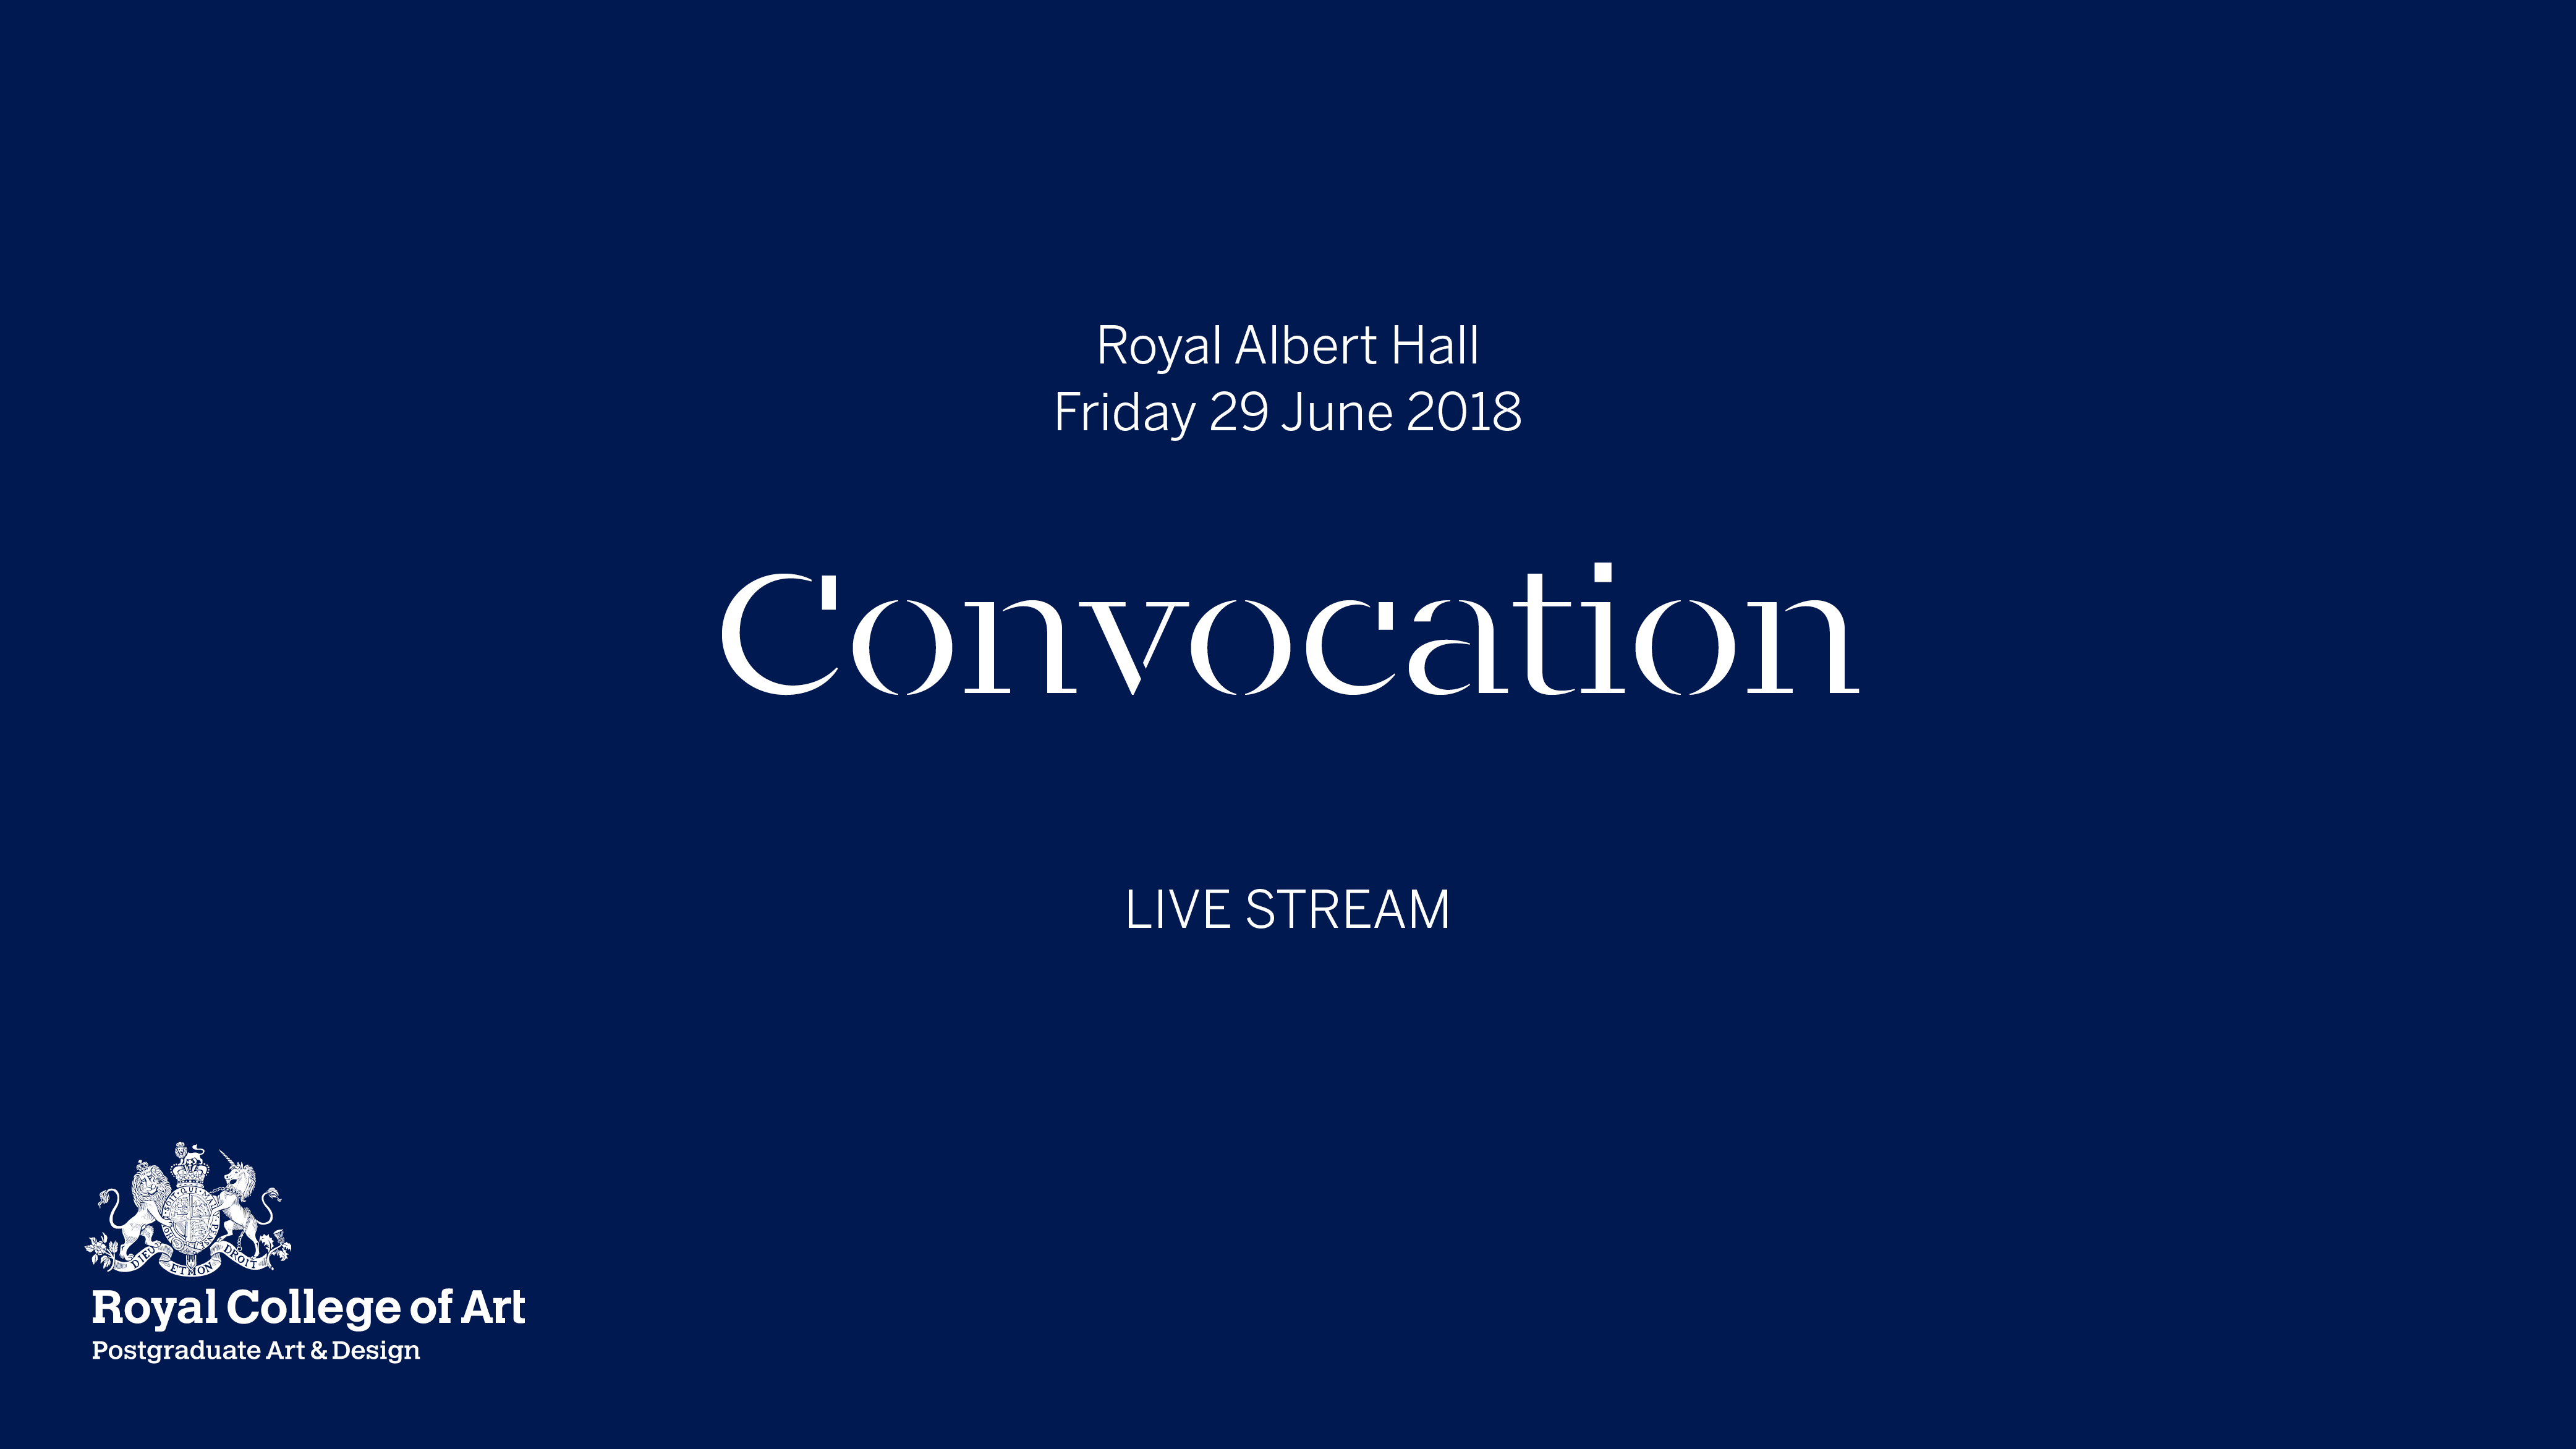 Royal Albert Hall
Friday 29 June 2018
Convocation
LIVE STREAM
DIEU ET MON DROIT
Royal College of Art
Postgraduate Art & Design